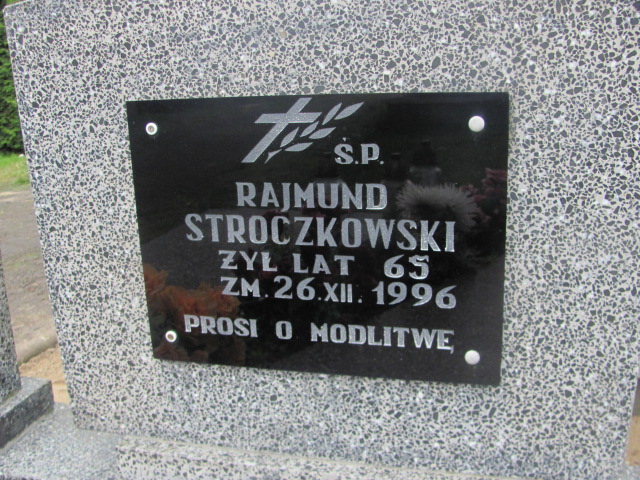 Ś.P.
RAJMUND
STROCZKOWSKI
ŻYŁ LAT 65
ZM. 26.XII.1996
PROSI O MODLITWĘ